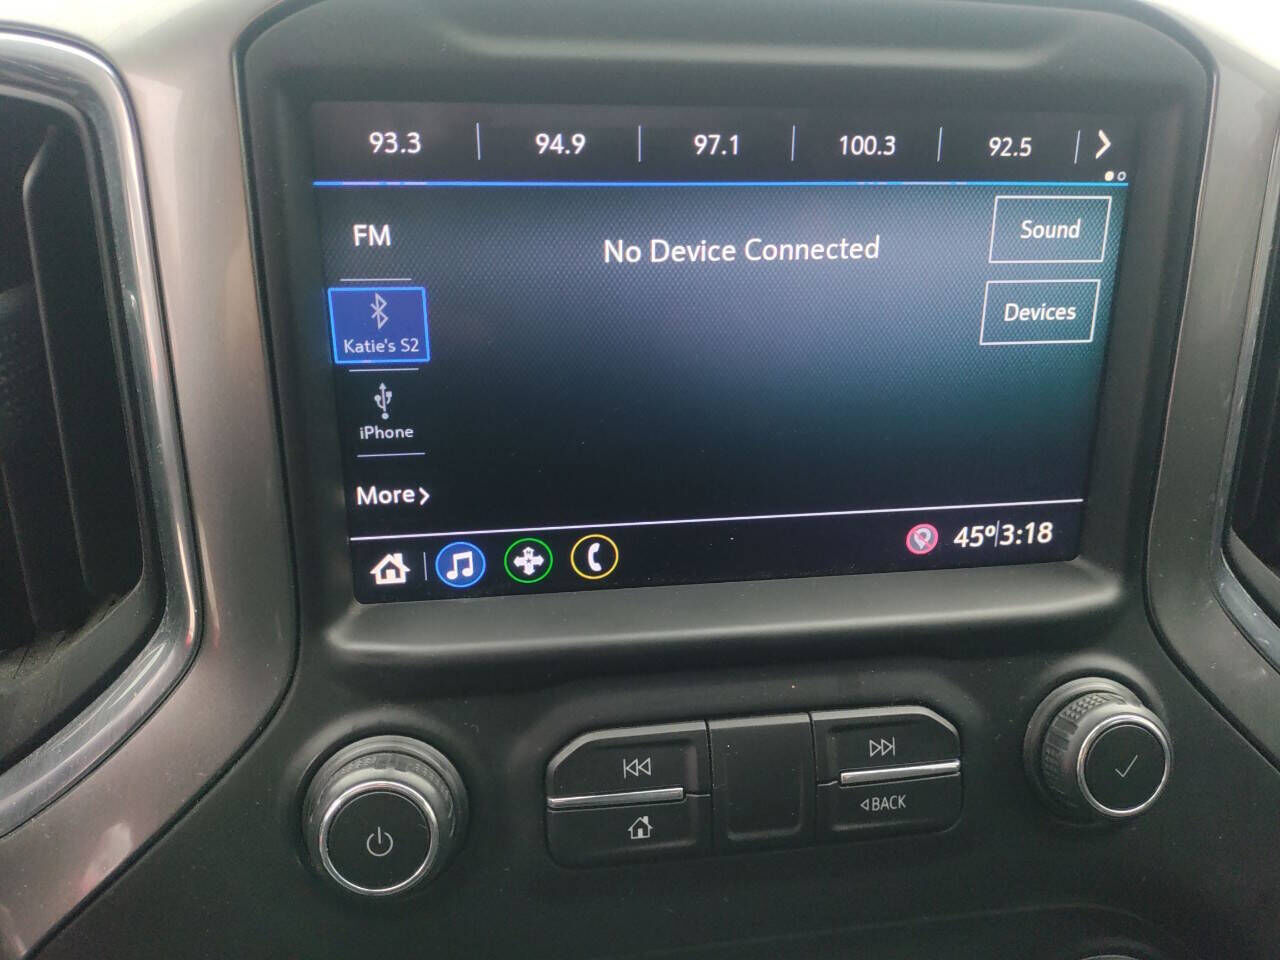 93.3 94.9 97.1 100.3 92.5
FM
No Device Connected
Sound
Katie's S2
Devices
iPhone
More
45°
3:18
BACK